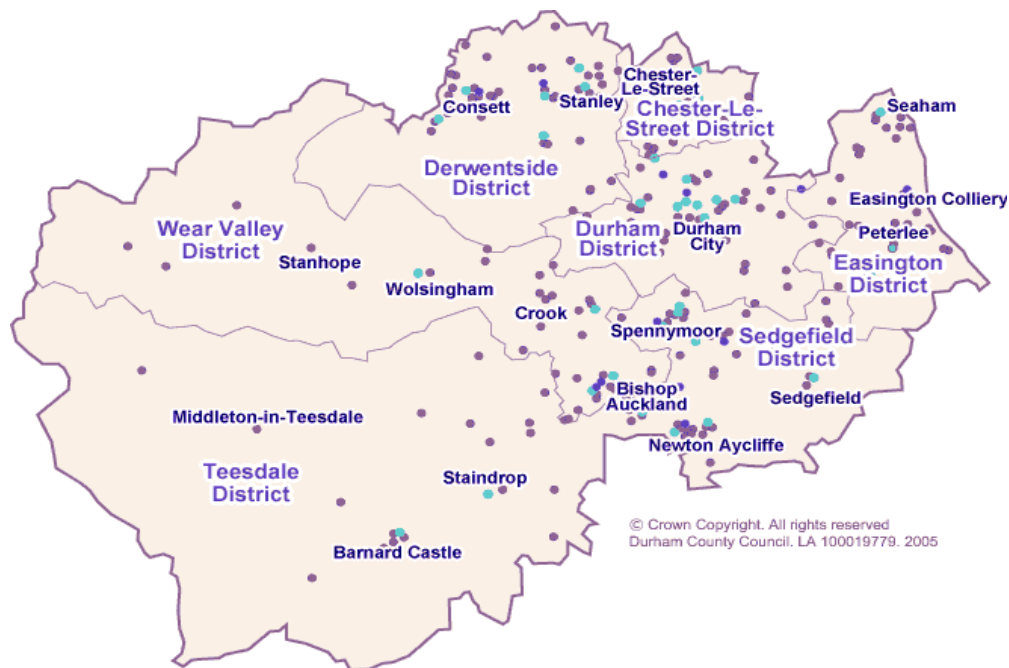 Chester-
Le-Street
Consett
Stanley
Seaham
Chester-Le-
Street District
Derwentside
District
Easington Colliery
Wear Valley
District
Durham
District
Durham
City
Peterlee
Stanhope
Easington
District
Wolsingham
Crook
Spennymoor
Sedgefield
District
Bishop
Auckland
Sedgefield
Middleton-in-Teesdale
Newton Aycliffe
Teesdale
District
Staindrop
Barnard Castle
© Crown Copyright. All rights reserved
Durham County Council. LA 100019779. 2005